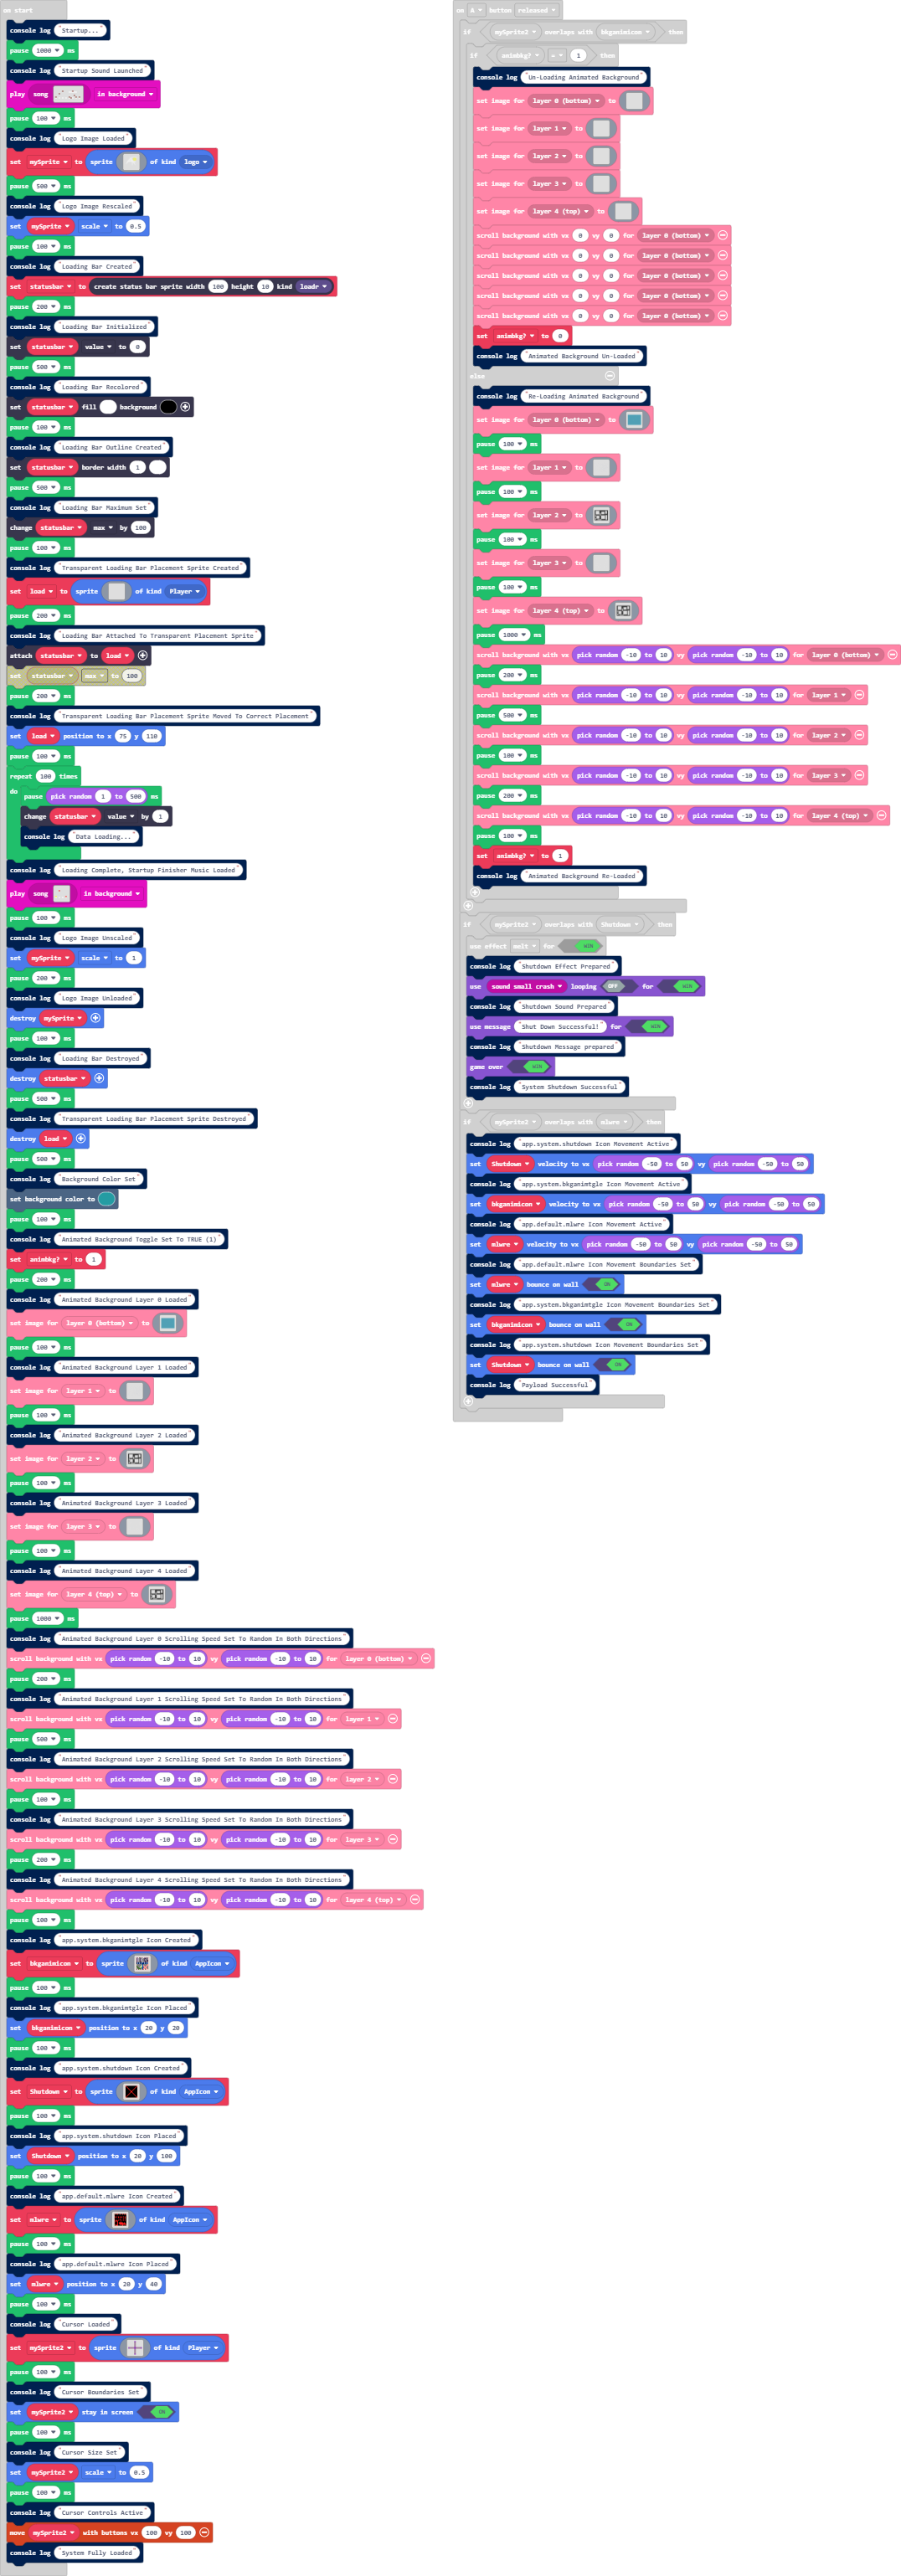 on start
console log "Startup..."
pause 1000 ms
console log "Startup Sound Launched"
play song in background
pause 100 ms
console log "Logo Image Loaded"
set mySprite to sprite of kind logo
pause 500 ms
console log "Logo Image Rescaled"
set mySprite scale to 0.5
pause 100 ms
console log "Loading Bar Created"
set statusbar to create status bar sprite width 100 height 10 kind loadr
pause 200 ms
console log "Loading Bar Initialized"
set statusbar value to 0
pause 500 ms
console log "Loading Bar Recolored"
set statusbar fill background
pause 100 ms
console log "Loading Bar Outline Created"
set statusbar border width 1
pause 500 ms
console log "Loading Bar Maximum Set"
change statusbar max by 100
pause 100 ms
console log "Transparent Loading Bar Placement Sprite Created"
set load to sprite of kind Player
pause 200 ms
console log "Loading Bar Attached To Transparent Placement Sprite"
attach statusbar to load
set statusbar max to 100
pause 200 ms
console log "Transparent Loading Bar Placement Sprite Moved To Correct Placement"
set load position to x 75 y 110
pause 100 ms
repeat 100 times
do pause pick random 1 to 500 ms
change statusbar value by 1
console log "Data Loading..."
console log "Loading Complete, Startup Finisher Music Loaded"
play song in background
pause 100 ms
console log "Logo Image Unscaled"
set mySprite scale to 1
pause 200 ms
console log "Logo Image Unloaded"
destroy mySprite
pause 100 ms
console log "Loading Bar Destroyed"
destroy statusbar
pause 500 ms
console log "Transparent Loading Bar Placement Sprite Destroyed"
destroy load
pause 500 ms
console log "Background Color Set"
set background color to
pause 100 ms
console log "Animated Background Toggle Set To TRUE (1)"
set animbkg? to 1
pause 200 ms
console log "Animated Background Layer 0 Loaded"
set image for layer 0 (bottom) to
pause 100 ms
console log "Animated Background Layer 1 Loaded"
set image for layer 1 to
pause 100 ms
console log "Animated Background Layer 2 Loaded"
set image for layer 2 to
pause 100 ms
console log "Animated Background Layer 3 Loaded"
set image for layer 3 to
pause 100 ms
console log "Animated Background Layer 4 Loaded"
set image for layer 4 (top) to
pause 1000 ms
console log "Animated Background Layer 0 Scrolling Speed Set To Random In Both Directions"
scroll background with vx pick random -10 to 10 vy pick random -10 to 10 for layer 0 (bottom)
pause 200 ms
console log "Animated Background Layer 1 Scrolling Speed Set To Random In Both Directions"
scroll background with vx pick random -10 to 10 vy pick random -10 to 10 for layer 1
pause 500 ms
console log "Animated Background Layer 2 Scrolling Speed Set To Random In Both Directions"
scroll background with vx pick random -10 to 10 vy pick random -10 to 10 for layer 2
pause 100 ms
console log "Animated Background Layer 3 Scrolling Speed Set To Random In Both Directions"
scroll background with vx pick random -10 to 10 vy pick random -10 to 10 for layer 3
pause 200 ms
console log "Animated Background Layer 4 Scrolling Speed Set To Random In Both Directions"
scroll background with vx pick random -10 to 10 vy pick random -10 to 10 for layer 4 (top)
pause 100 ms
console log "app.system.bkganimtgle Icon Created"
set bkganimicon to sprite of kind AppIcon
pause 100 ms
console log "app.system.bkganimtgle Icon Placed"
set bkganimicon position to x 20 y 20
pause 100 ms
console log "app.system.shutdown Icon Created"
set Shutdown to sprite of kind AppIcon
pause 100 ms
console log "app.system.shutdown Icon Placed"
set Shutdown position to x 20 y 100
pause 100 ms
console log "app.default.mlwre Icon Created"
set mlwre to sprite of kind AppIcon
pause 100 ms
console log "app.default.mlwre Icon Placed"
set mlwre position to x 20 y 40
pause 100 ms
console log "Cursor Loaded"
set mySprite2 to sprite of kind Player
pause 100 ms
console log "Cursor Boundaries Set"
set mySprite2 stay in screen ON
pause 100 ms
console log "Cursor Size Set"
set mySprite2 scale to 0.5
pause 100 ms
console log "Cursor Controls Active"
move mySprite2 with buttons vx 100 vy 100
console log "System Fully Loaded"
on A button released
if mySprite2 overlaps with bkganimicon then
if animbkg? = 1 then
console log "Un-Loading Animated Background"
set image for layer 0 (bottom) to
set image for layer 1 to
set image for layer 2 to
set image for layer 3 to
set image for layer 4 (top) to
scroll background with vx 0 vy 0 for layer 0 (bottom)
scroll background with vx 0 vy 0 for layer 0 (bottom)
scroll background with vx 0 vy 0 for layer 0 (bottom)
scroll background with vx 0 vy 0 for layer 0 (bottom)
scroll background with vx 0 vy 0 for layer 0 (bottom)
set animbkg? to 0
console log "Animated Background Un-Loaded"
else
console log "Re-Loading Animated Background"
set image for layer 0 (bottom) to
pause 100 ms
set image for layer 1 to
pause 100 ms
set image for layer 2 to
pause 100 ms
set image for layer 3 to
pause 100 ms
set image for layer 4 (top) to
pause 1000 ms
scroll background with vx pick random -10 to 10 vy pick random -10 to 10 for layer 0 (bottom)
pause 200 ms
scroll background with vx pick random -10 to 10 vy pick random -10 to 10 for layer 1
pause 500 ms
scroll background with vx pick random -10 to 10 vy pick random -10 to 10 for layer 2
pause 100 ms
scroll background with vx pick random -10 to 10 vy pick random -10 to 10 for layer 3
pause 200 ms
scroll background with vx pick random -10 to 10 vy pick random -10 to 10 for layer 4 (top)
pause 100 ms
set animbkg? to 1
console log "Animated Background Re-Loaded"
if mySprite2 overlaps with Shutdown then
use effect melt for WIN
console log "Shutdown Effect Prepared"
use sound small crash looping OFF for WIN
console log "Shutdown Sound Prepared"
use message "Shut Down Successful!" for WIN
console log "Shutdown Message prepared"
game over WIN
console log "System Shutdown Successful"
if mySprite2 overlaps with mlwre then
console log "app.system.shutdown Icon Movement Active"
set Shutdown velocity to vx pick random -50 to 50 vy pick random -50 to 50
console log "app.system.bkganimtgle Icon Movement Active"
set bkganimicon velocity to vx pick random -50 to 50 vy pick random -50 to 50
console log "app.default.mlwre Icon Movement Active"
set mlwre velocity to vx pick random -50 to 50 vy pick random -50 to 50
console log "app.default.mlwre Icon Movement Boundaries Set"
set mlwre bounce on wall ON
console log "app.system.bkganimtgle Icon Movement Boundaries Set"
set bkganimicon bounce on wall ON
console log "app.system.shutdown Icon Movement Boundaries Set"
set Shutdown bounce on wall ON
console log "Payload Successful"